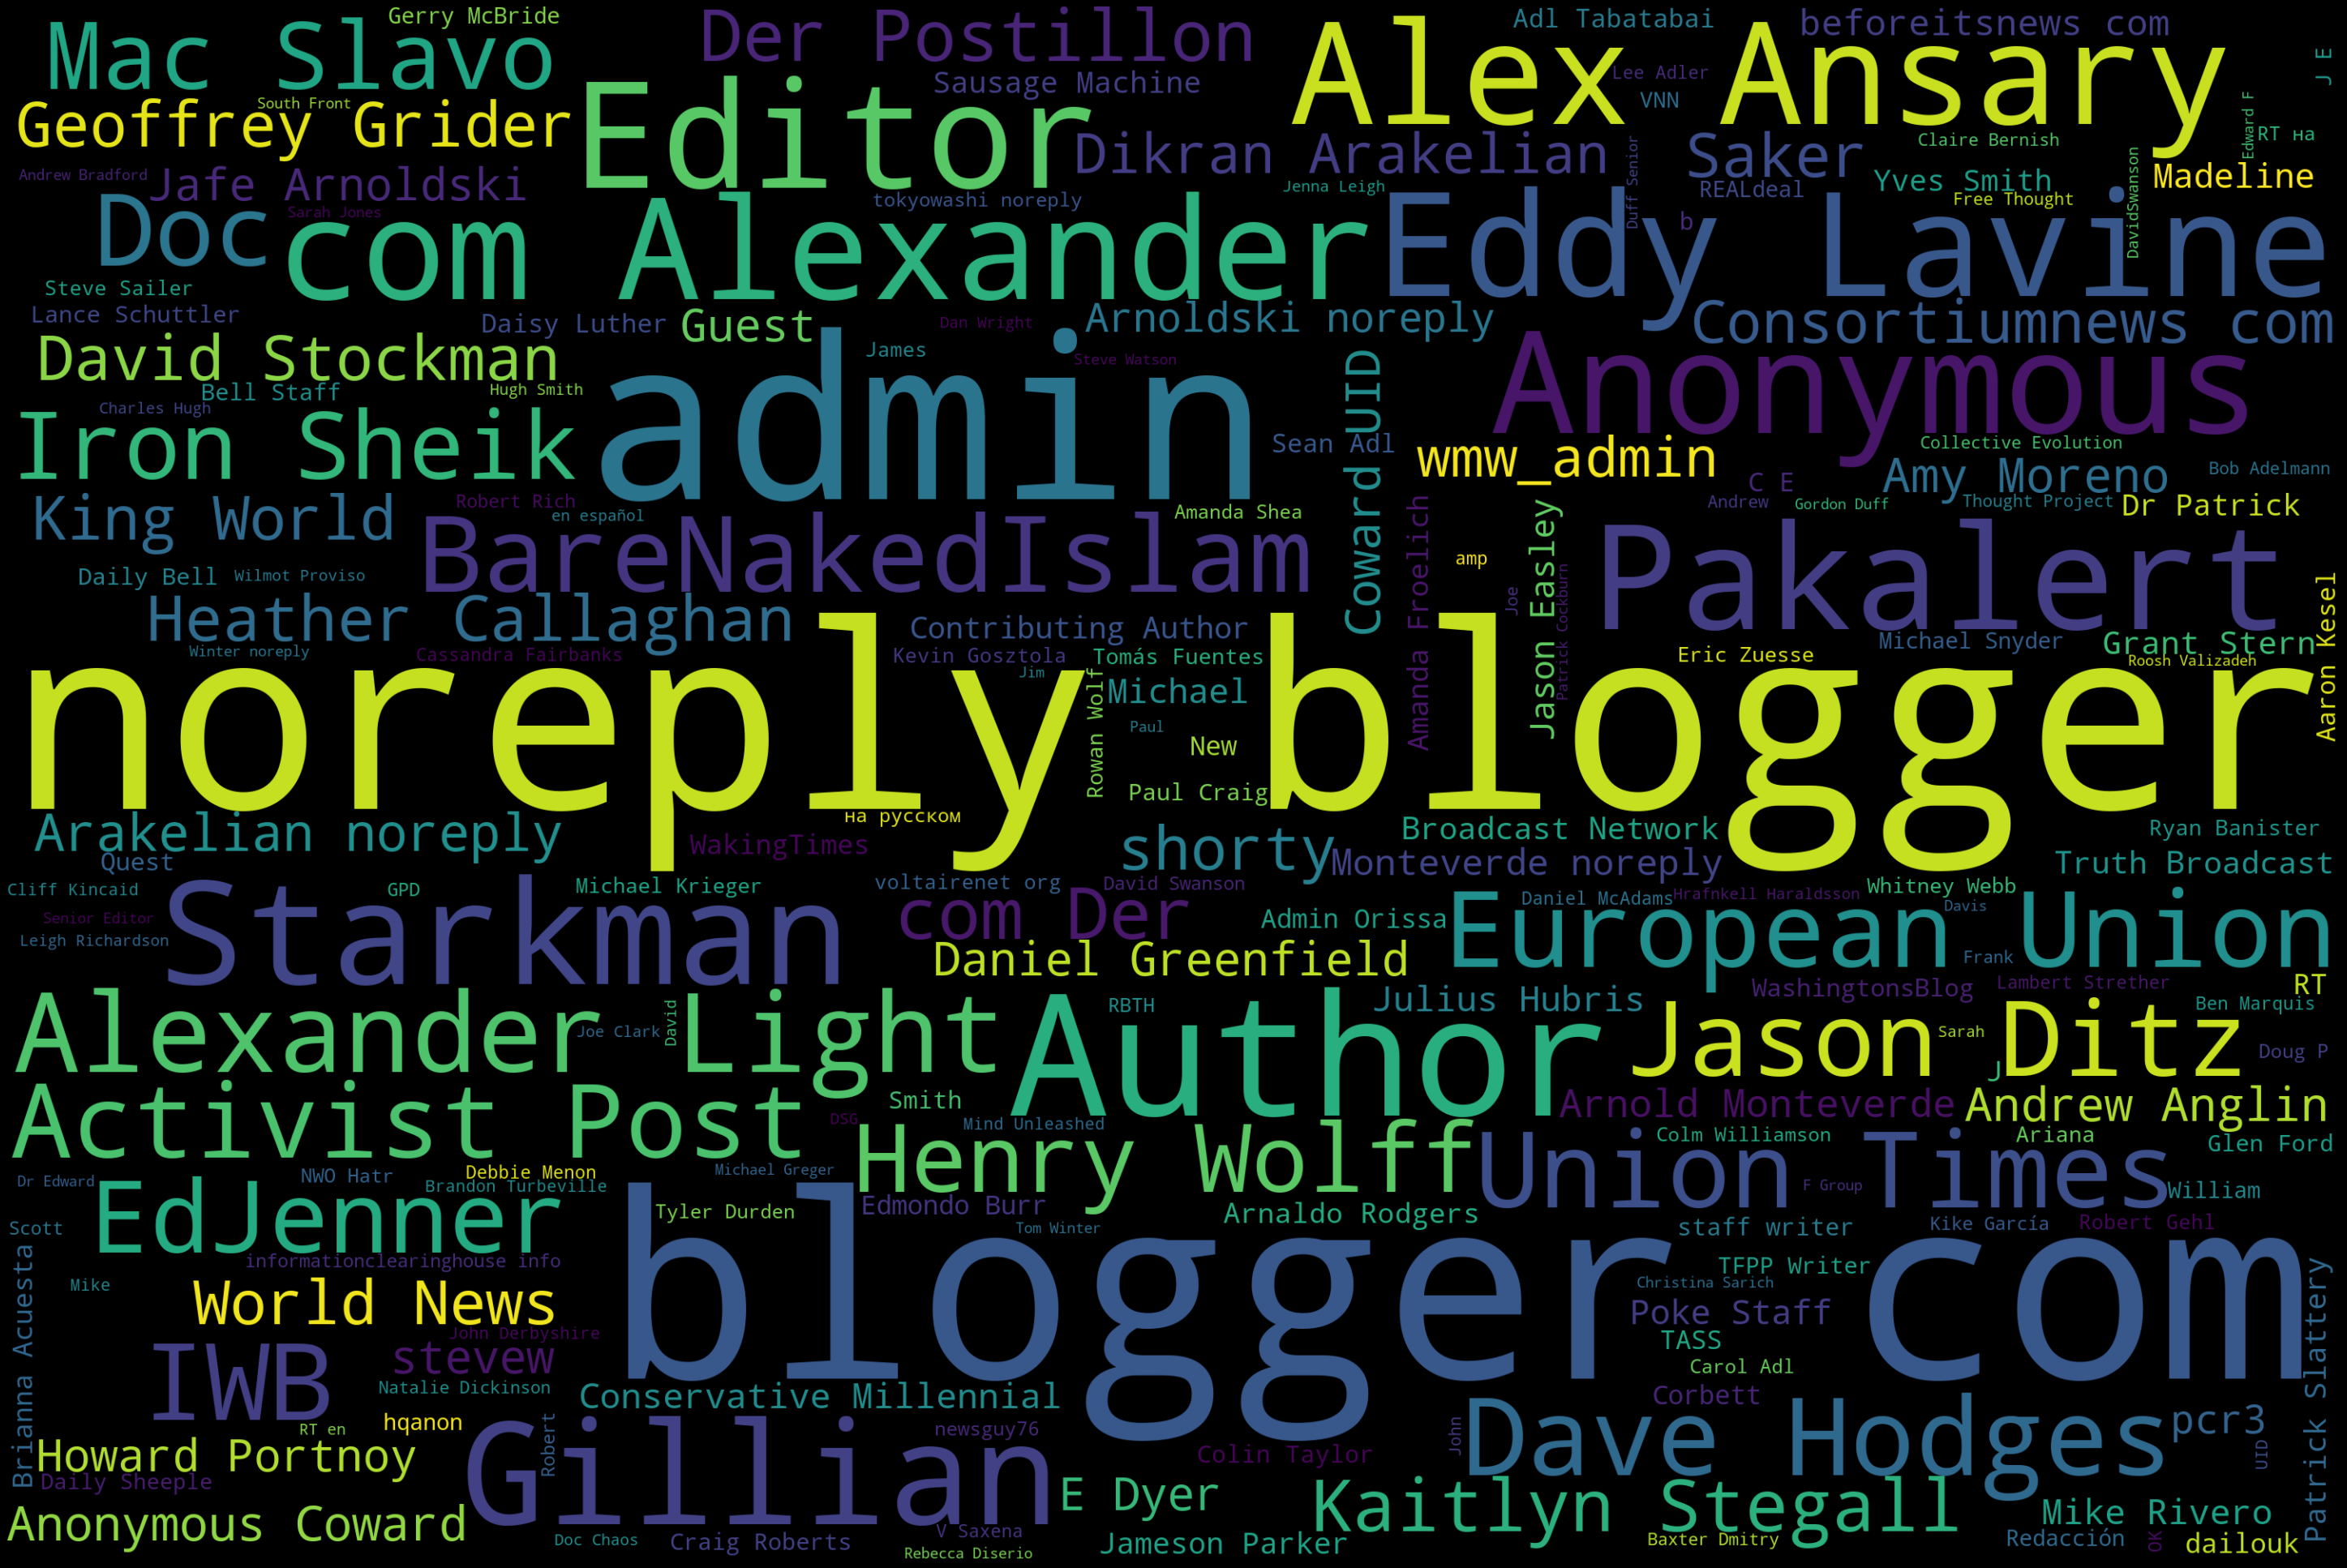 Gerry McBride
Mac Slavo
Der Postillon
Alex Ansary
Adl Tabatabai
beforeitsnews com
J E
South Front
Geoffrey Grider
Editor
Sausage Machine
Lee Adler
VNN
Edward F
RT на
Dikran Arakelian
Saker
Claire Bernish
Andrew Bradford
Jafe Arnoldski
Jenna Leigh
Duff Senior
REALdeal
Yves Smith
DavidSwanson
Madeline
Doc
Sarah Jones
com Alexander
tokyowashi noreply
Eddy Lavine
b
Free Thought
Steve Sailer
Lance Schuttler
Daisy Luther
Guest
Dan Wright
Arnoldski noreply
Consortiumnews com
David Stockman
James
Steve Watson
Anonymous
Bell Staff
Hugh Smith
admin
Coward UID
Charles Hugh
Iron Sheik
Sean Adl
wmw_admin
Collective Evolution
Amy Moreno
Bob Adelmann
C E
King World
Robert Rich
en español
BareNakedIslam
Amanda Shea
Amanda Froelich
Jason Easley
Andrew
Gordon Duff
Thought Project
Dr Patrick
Daily Bell
Wilmot Proviso
amp
Joe
Patrick Cockburn
Pakalert
Aaron Kesel
Heather Callaghan
Contributing Author
Winter noreply
Cassandra Fairbanks
Kevin Gosztola
Tomás Fuentes
Eric Zuesse
Michael Snyder
Grant Stern
Roosh Valizadeh
noreply blogger
Jim
Rowan Wolf
Michael
Paul
New
Paul Craig
на русском
Arakelian noreply
WakingTimes
shorty
Broadcast Network
Ryan Banister
Quest
Monteverde noreply
Truth Broadcast
Cliff Kincaid
GPD
Michael Krieger
voltairenet org
David Swanson
Whitney Webb
Senior Editor
Starkman
com Der
Admin Orissa
Daniel McAdams
Hrafnkell Haraldsson
Davis
European Union
Leigh Richardson
Daniel Greenfield
Frank
Alexander Light
David
Joe Clark
Author
RBTH
Julius Hubris
WashingtonsBlog
Lambert Strether
RT
Ben Marquis
Jason Ditz
Sarah
J
Doug P
Activist Post
Smith
DSG
Mind Unleashed
Arnold Monteverde
Andrew Anglin
Henry Wolff
Colm Williamson
Ariana
Glen Ford
Dr Edward
NWO Hatr
Debbie Menon
Brandon Turbeville
Michael Greger
Union Times
F Group
William
EdJenner
Tyler Durden
Edmondo Burr
Arnaldo Rodgers
Scott
Tom Winter
staff writer
Kike García
Robert Gehl
Brianna Acuesta
informationclearinghouse info
blogger com
TFPP Writer
Patrick Slattery
Mike
World News
Christina Sarich
Poke Staff
John Derbyshire
TASS
IWB
stevew
Carol Adl
Natalie Dickinson
Conservative Millennial
Corbett
RT en
hqanon
Robert
Gillian
newsguy76
John
Dave Hodges
pcr3
UID
Howard Portnoy
Colin Taylor
Daily Sheeple
E Dyer
Kaitlyn Stegall
Mike Rivero
Anonymous Coward
Doc Chaos
Craig Roberts
V Saxena
Rebecca Diserio
Jameson Parker
Baxter Dmitry
Redacción
OK
dailouk